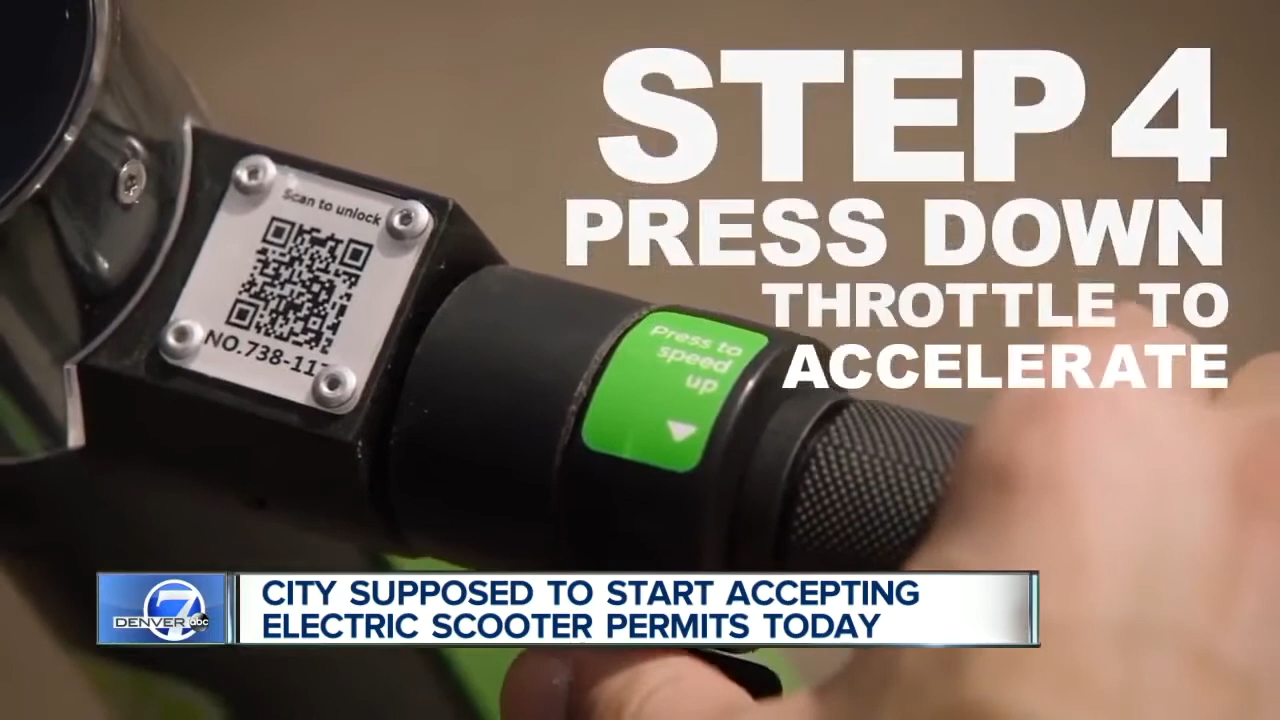 STEP 4
PRESS DOWN
THROTTLE TO
ACCELERATE
Scan to unlock
NO.738-117
Press to
speed
up
DENVER 7 abc
CITY SUPPOSED TO START ACCEPTING
ELECTRIC SCOOTER PERMITS TODAY